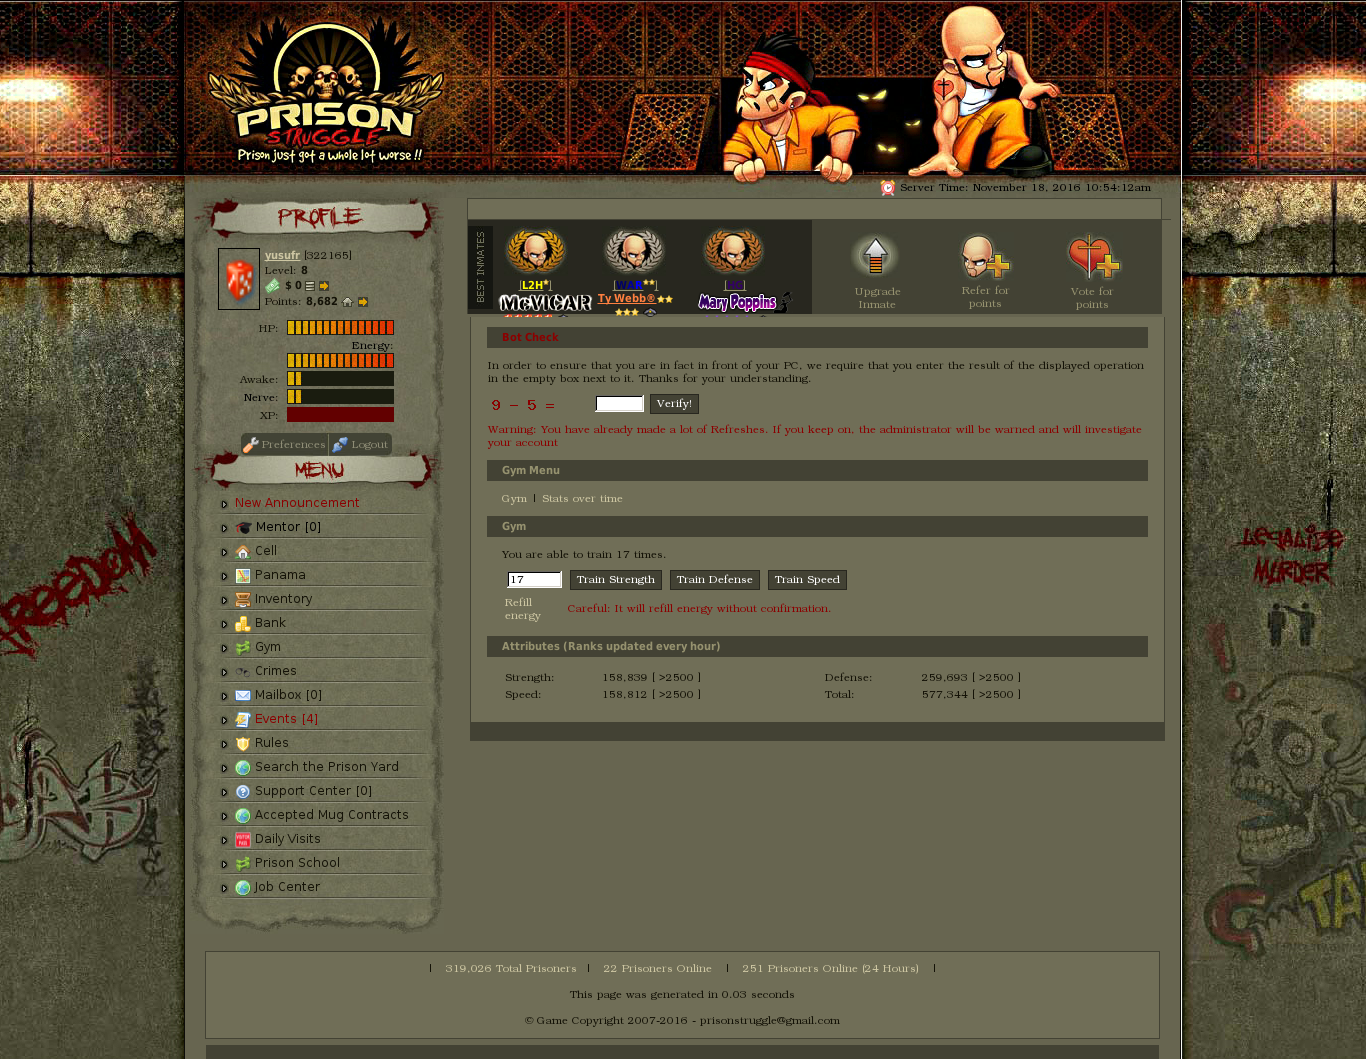 PRISON
STRUGGLE
Prison just got a whole lot worse !!
Server Time: November 18, 2016 10:54:12am
PROFILE
yusufr [322165]
Level: 8
$ 0
Points: 8,682
HP:
Energy:
Awake:
Nerve:
XP:
Preferences
Logout
MENU
New Announcement
Mentor [0]
Cell
Panama
Inventory
Bank
Gym
Crimes
Mailbox [0]
Events [4]
Rules
Search the Prison Yard
Support Center [0]
Accepted Mug Contracts
Daily Visits
Prison School
Job Center
BEST INMATES
[L2H*]
McVICAR
[WAR**]
Ty Webb®
[HG]
Mary Poppins
Upgrade
Inmate
Refer for
points
Vote for
points
Bot Check
In order to ensure that you are in fact in front of your PC, we require that you enter the result of the displayed operation
in the empty box next to it. Thanks for your understanding.
9 - 5 =
Verify!
Warning: You have already made a lot of Refreshes. If you keep on, the administrator will be warned and will investigate
your account
Gym Menu
Gym | Stats over time
Gym
You are able to train 17 times.
17
Train Strength
Train Defense
Train Speed
Refill
energy
Careful: It will refill energy without confirmation.
Attributes (Ranks updated every hour)
Strength: 158,839 [ >2500 ] Defense: 259,693 [ >2500 ]
Speed: 158,812 [ >2500 ] Total: 577,344 [ >2500 ]
FREEDOM
LEGALIZE
MURDER
| 319,026 Total Prisoners | 22 Prisoners Online | 251 Prisoners Online (24 Hours) |
This page was generated in 0.03 seconds
© Game Copyright 2007-2016 - prisonstruggle@gmail.com